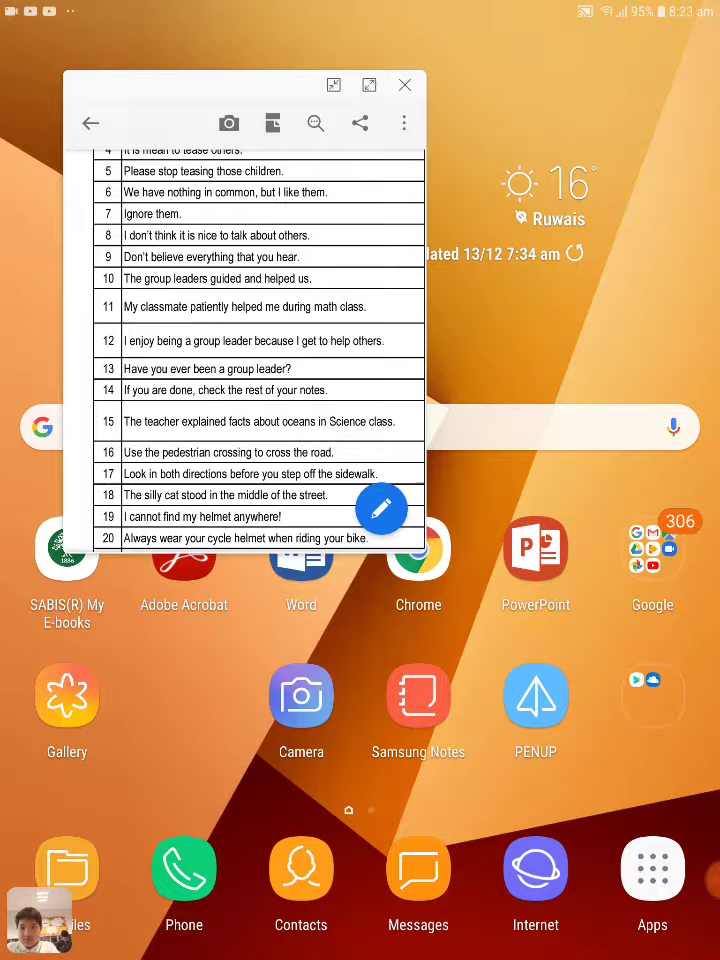 95% 8:23 am
4 It is mean to tease others.
5 Please stop teasing those children.
6 We have nothing in common, but I like them.
7 Ignore them.
8 I don't think it is nice to talk about others.
9 Don't believe everything that you hear.
10 The group leaders guided and helped us.
11 My classmate patiently helped me during math class.
12 I enjoy being a group leader because I get to help others.
13 Have you ever been a group leader?
14 If you are done, check the rest of your notes.
15 The teacher explained facts about oceans in Science class.
16 Use the pedestrian crossing to cross the road.
17 Look in both directions before you step off the sidewalk.
18 The silly cat stood in the middle of the street.
19 I cannot find my helmet anywhere!
20 Always wear your cycle helmet when riding your bike.
16°
Ruwais
dated 13/12 7:34 am
306
SABIS(R) My E-books
Adobe Acrobat
Word
Chrome
PowerPoint
Google
Gallery
Camera
Samsung Notes
PENUP
iles
Phone
Contacts
Messages
Internet
Apps